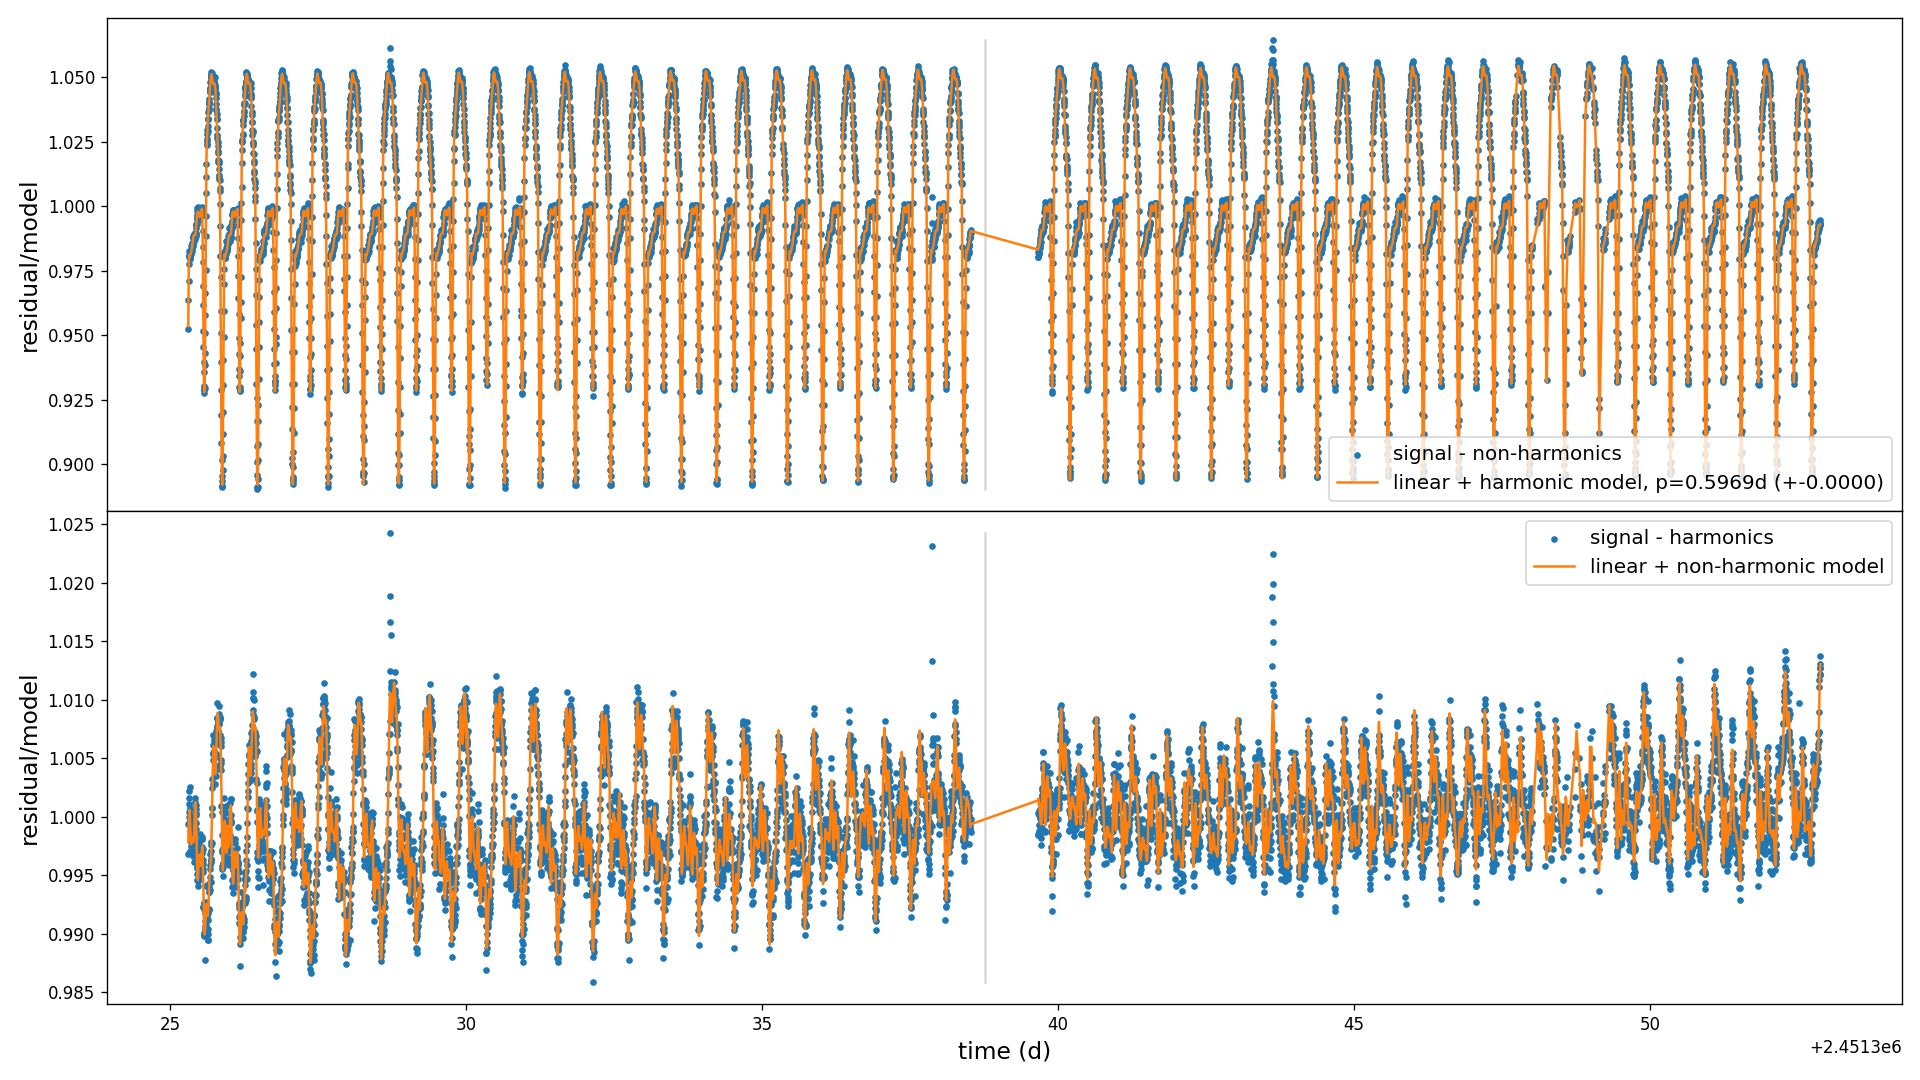 1.050
1.025
1.000
0.975
0.950
0.925
0.900
residual/model
signal - non-harmonics
linear + harmonic model, p=0.5969d (+-0.0000)
1.025
1.020
1.015
1.010
1.005
1.000
0.995
0.990
0.985
residual/model
signal - harmonics
linear + non-harmonic model
25 30 35 40 45 50
time (d)
+2.4513e6